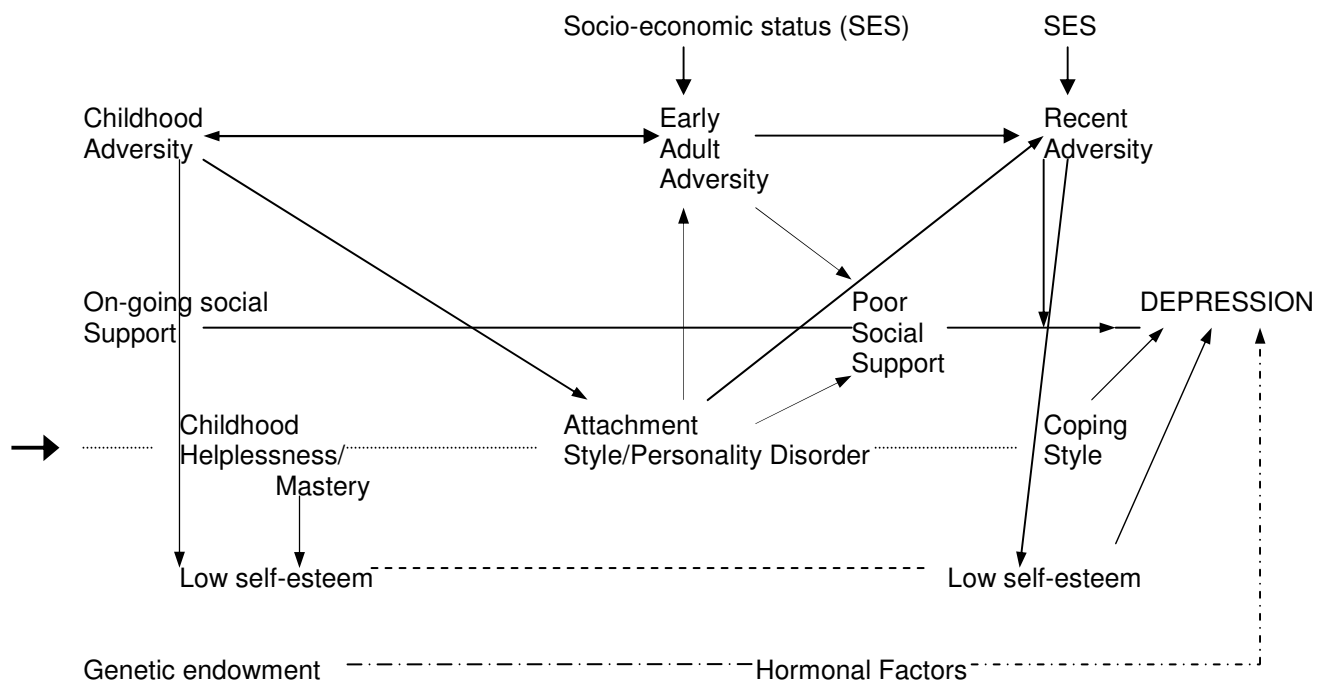 Socio-economic status (SES)
SES
Childhood
Adversity
Early
Adult
Adversity
Recent
Adversity
On-going social
Support
Poor
Social
Support
DEPRESSION
Childhood
Helplessness/
Mastery
Attachment
Style/Personality Disorder
Coping
Style
Low self-esteem
Low self-esteem
Genetic endowment
Hormonal Factors